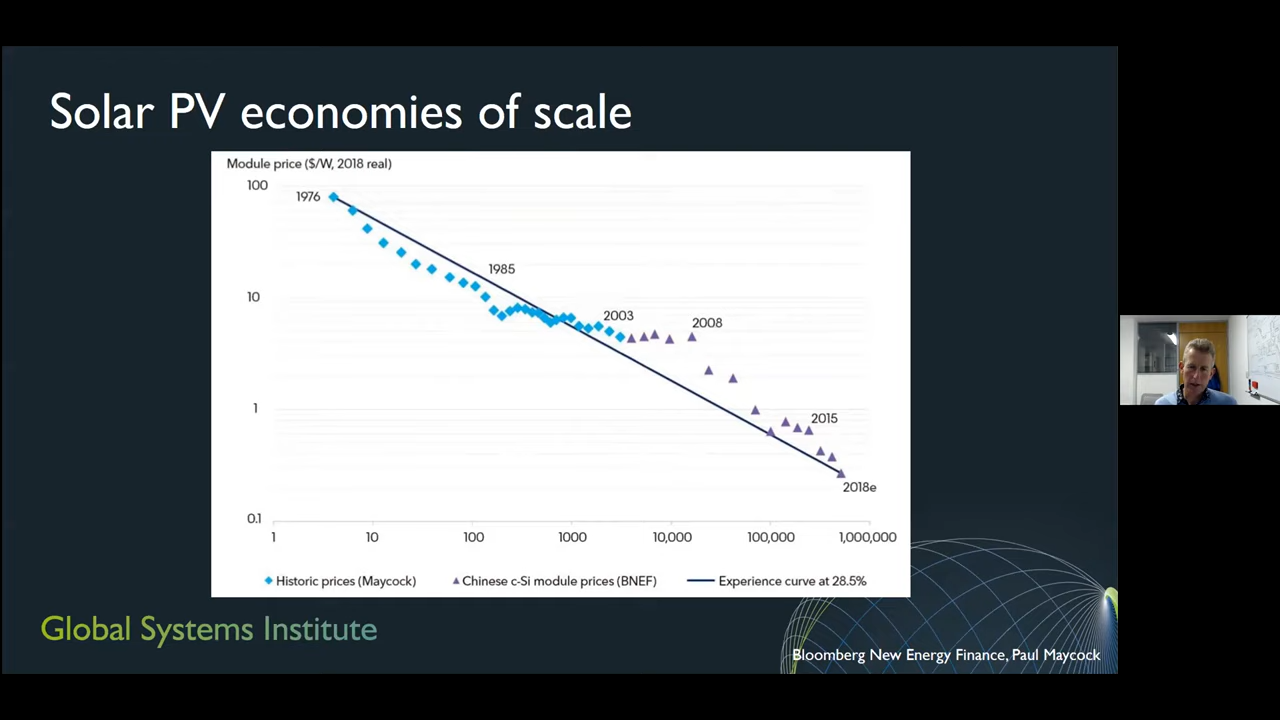 Solar PV economies of scale
Module price ($/W, 2018 real)
100
1976
1985
10
2003
2008
1
2015
2018e
0.1
1 10 100 1000 10,000 100,000 1,000,000
Historic prices (Maycock) Chinese c-Si module prices (BNEF) Experience curve at 28.5%
Global Systems Institute
Bloomberg New Energy Finance, Paul Maycock